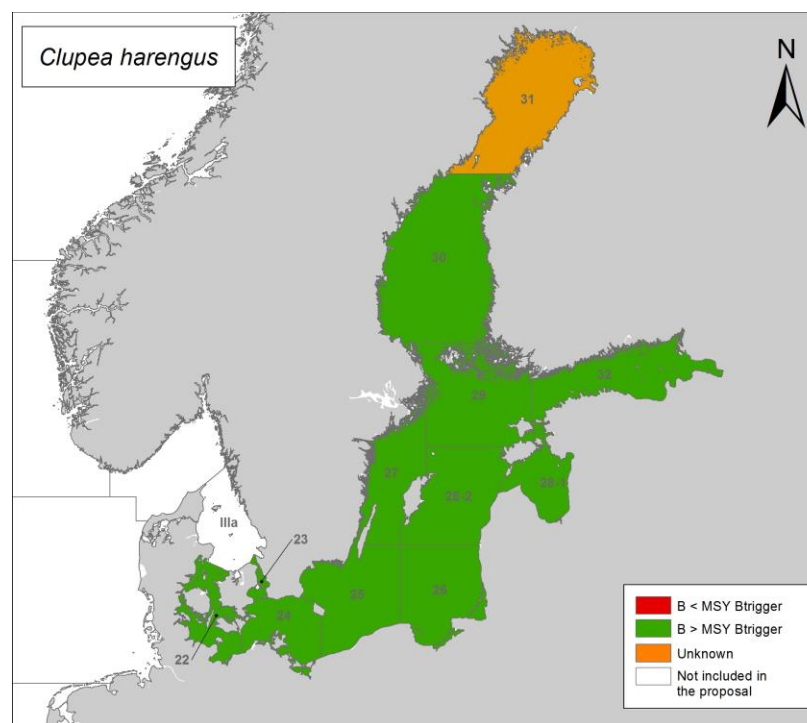 Clupea harengus
N
31
30
32
29
27
28-2
28-1
IIIa
23
25
26
24
22
B < MSY Btrigger
B > MSY Btrigger
Unknown
Not included in
the proposal